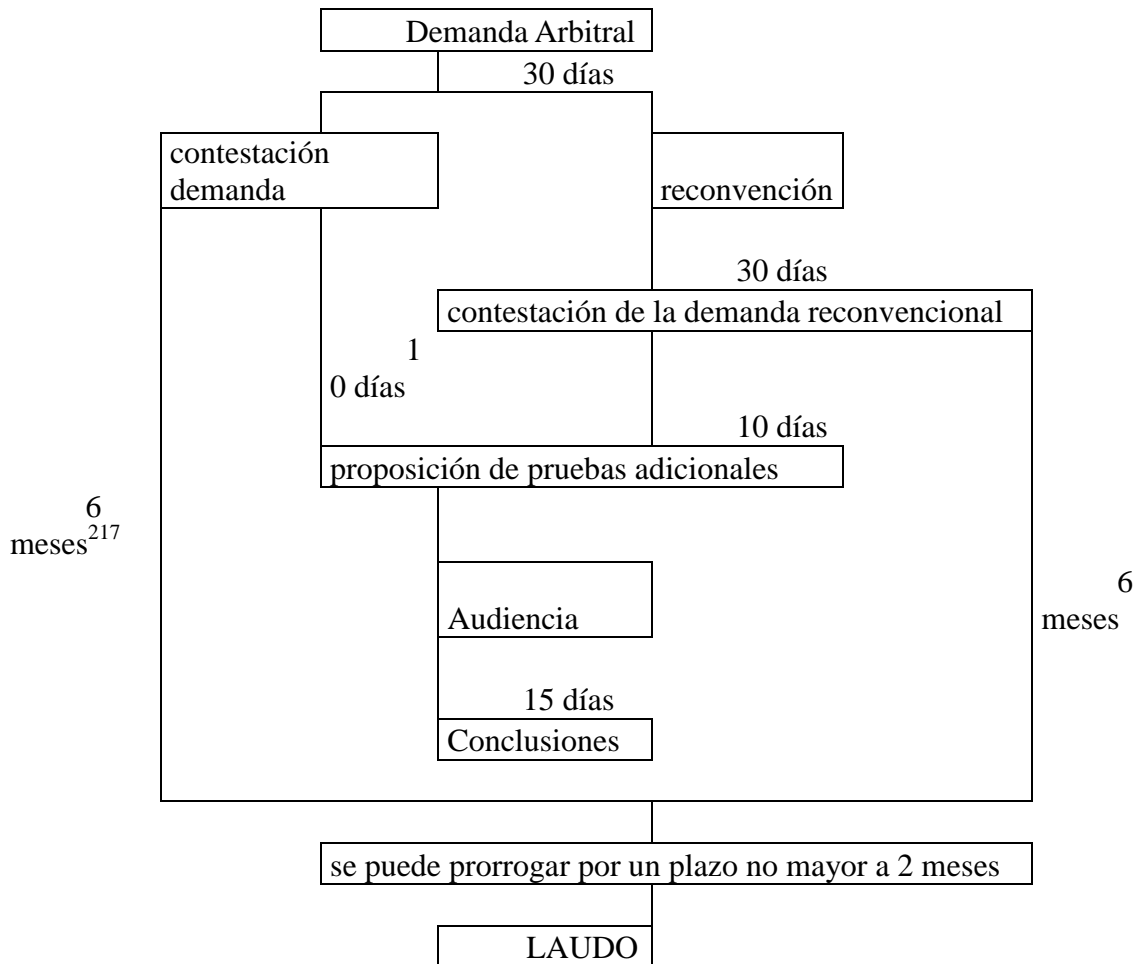 Demanda Arbitral
30 días
contestación
demanda
reconvención
30 días
contestación de la demanda reconvencional
1
0 días
10 días
proposición de pruebas adicionales
6
meses217
6
meses
Audiencia
15 días
Conclusiones
se puede prorrogar por un plazo no mayor a 2 meses
LAUDO